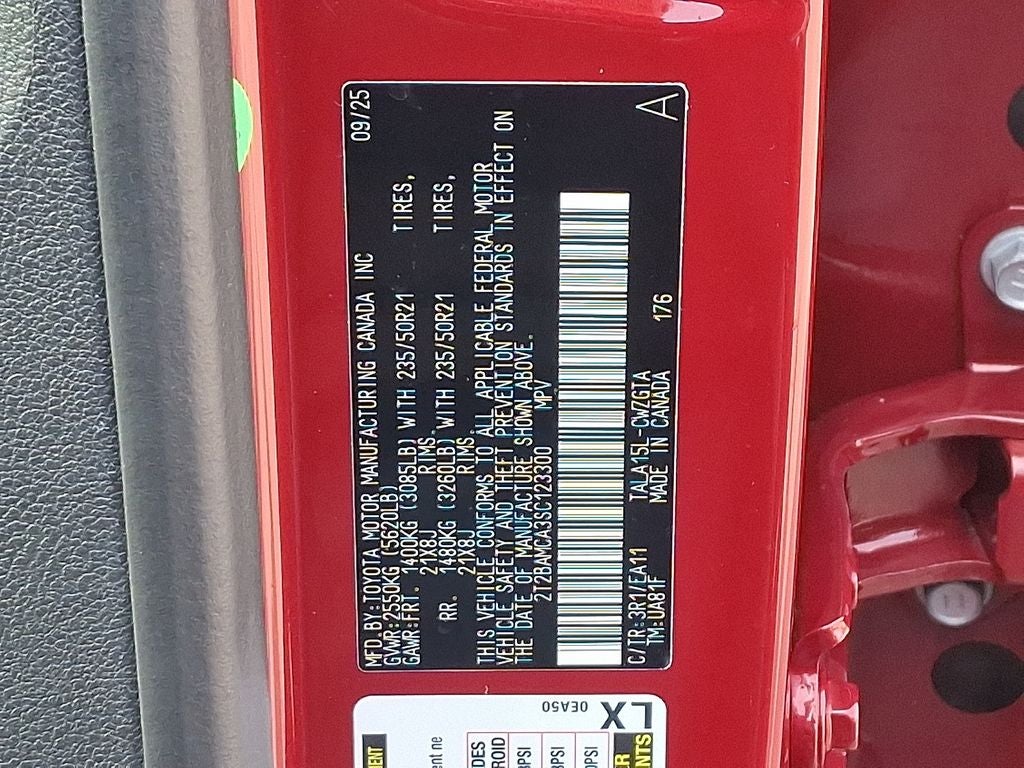 MFD.BY:TOYOTA MOTOR MANUFACTURING CANADA INC 09/25
GVWR:2550KG (5620LB)
GAWR:FRT. 1400KG (3085LB) WITH 235/50R21 TIRES,
21X8J RIMS.
RR. 1480KG (3260LB) WITH 235/50R21 TIRES,
21X8J RIMS.
THIS VEHICLE CONFORMS TO ALL APPLICABLE FEDERAL MOTOR
VEHICLE SAFETY AND THEFT PREVENTION STANDARDS IN EFFECT ON
THE DATE OF MANUFACTURE SHOWN ABOVE.
2T2BAMCA3SC123300 MPV
C/TR:3R1/EA11 TALA15L-CWZGTA 176 A
TM:UA81F MADE IN CANADA
0EA50
LX